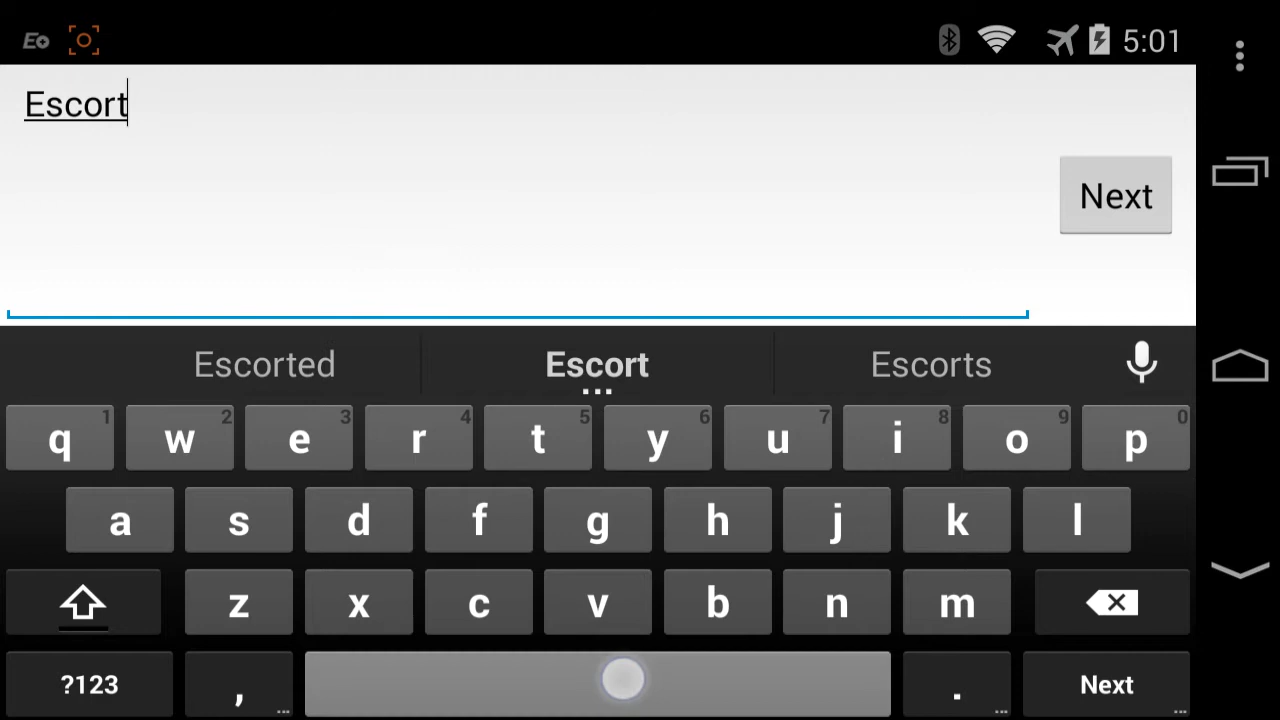 5:01
Escort
Next
Escorted Escort Escorts
q 1 w 2 e 3 r 4 t 5 y 6 u 7 i 8 o 9 p 0
a s d f g h j k l
z x c v b n m
?123 , . Next